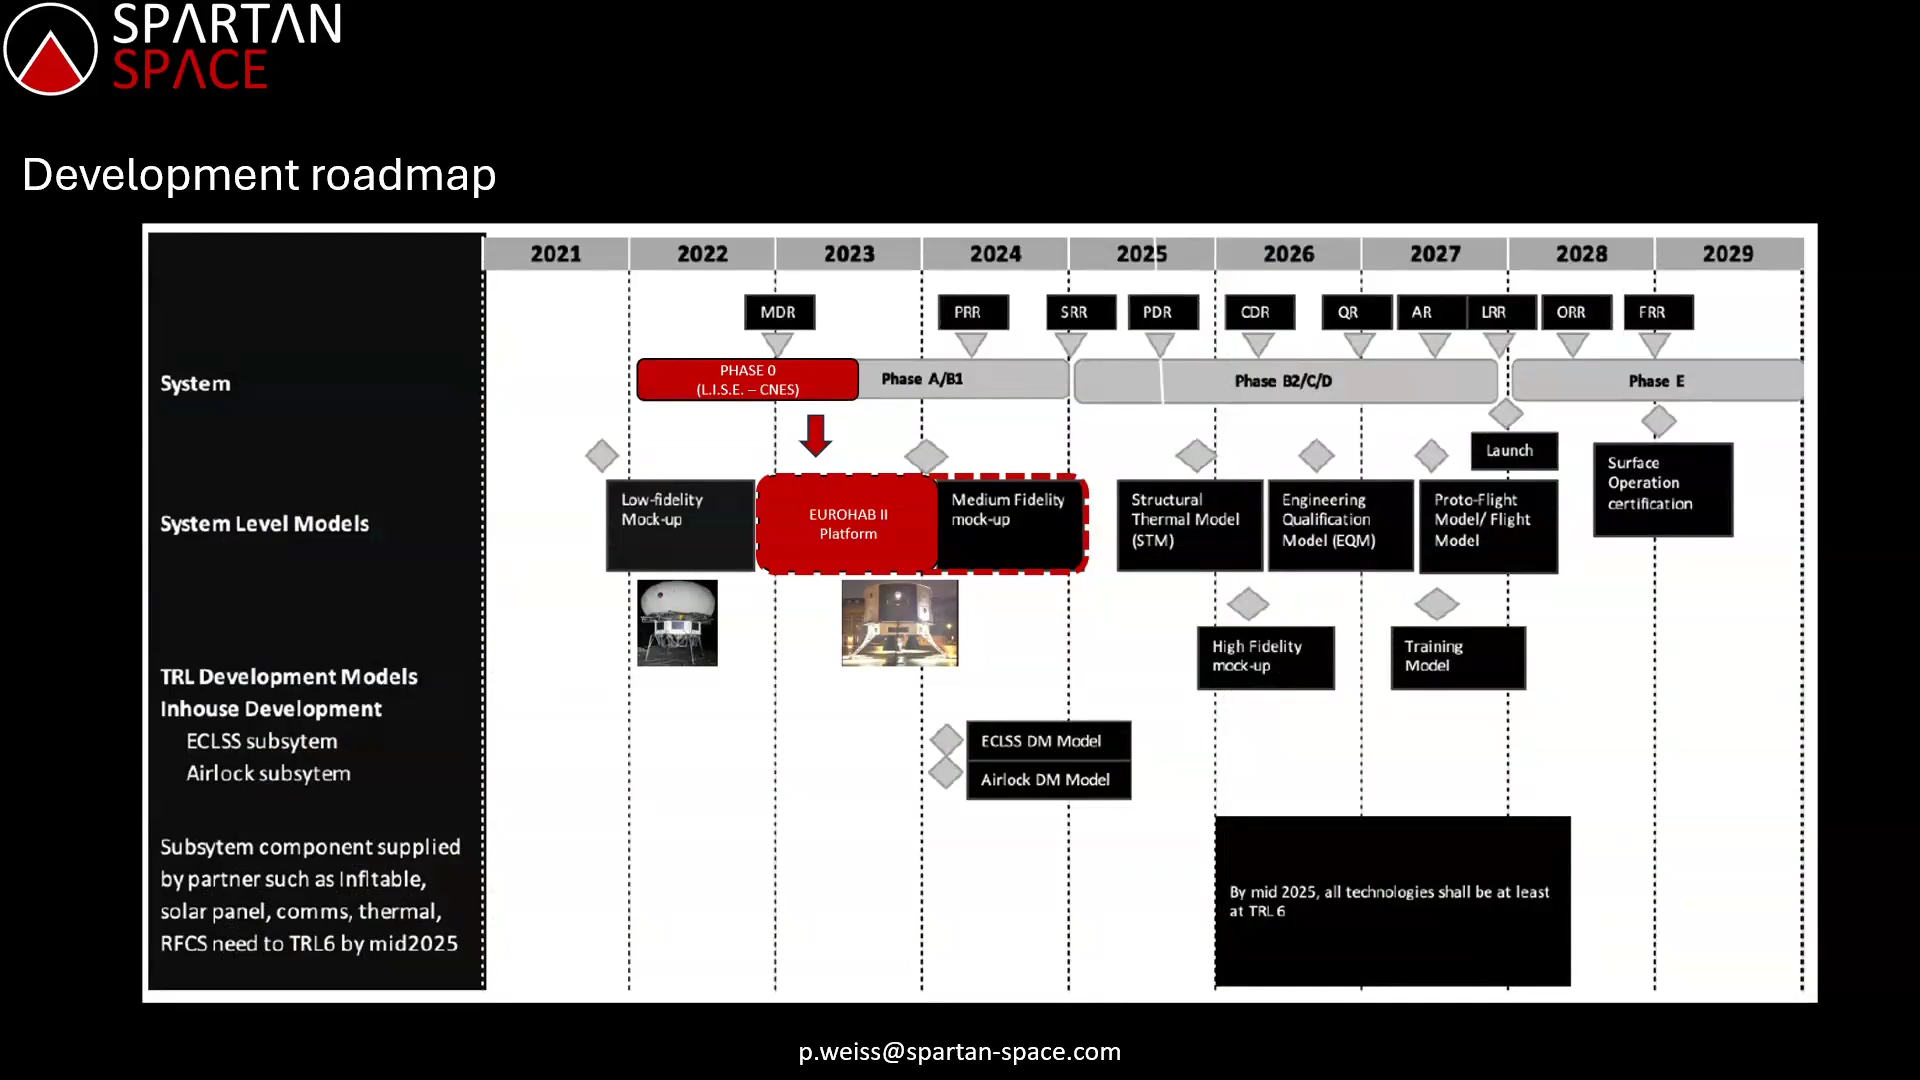 SPARTAN
SPACE
Development roadmap
2021 2022 2023 2024 2025 2026 2027 2028 2029
MDR PRR SRR PDR CDR QR AR LRR ORR FRR
System
PHASE 0
(L.I.S.E. – CNES)
Phase A/B1
Phase B2/C/D
Phase E
System Level Models
Low-fidelity
Mock-up
EUROHAB II
Platform
Medium Fidelity
mock-up
Structural
Thermal Model
(STM)
Engineering
Qualification
Model (EQM)
Launch
Proto-Flight
Model/ Flight
Model
Surface
Operation
certification
High Fidelity
mock-up
Training
Model
TRL Development Models
Inhouse Development
ECLSS subsytem
Airlock subsytem
ECLSS DM Model
Airlock DM Model
Subsytem component supplied
by partner such as Infltable,
solar panel, comms, thermal,
RFCS need to TRL6 by mid2025
By mid 2025, all technologies shall be at least
at TRL 6
p.weiss@spartan-space.com